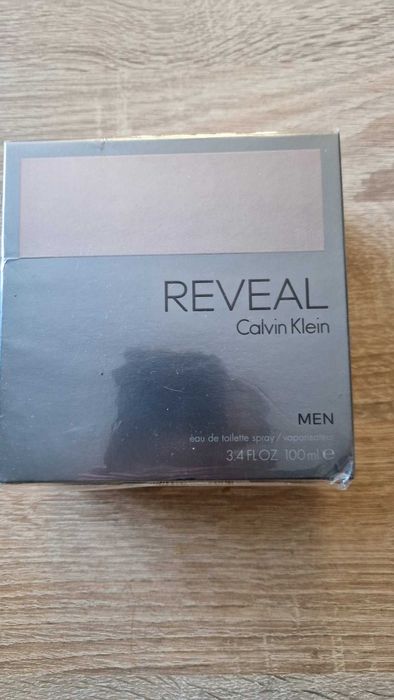 REVEAL
Calvin Klein
MEN
eau de toilette spray / vaporisateur
3.4 FL OZ 100 ml ℮